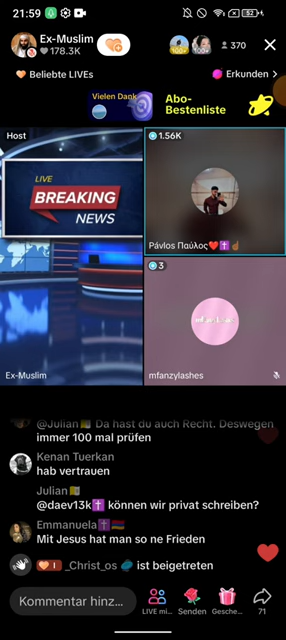 21:59
52
Ex-Muslim
178.3K
100+
100+
370
Beliebte LIVEs
Erkunden >
Vielen Dank
Abo-
Bestenliste
Host
1.56K
LIVE
BREAKING
NEWS
Pávlos Παύλος❤️✝️☝🏽
3
Ex-Muslim
mfanzylashes
@Julian Da hast du auch Recht. Deswegen
immer 100 mal prüfen
Kenan Tuerkan
hab vertrauen
Julian
@daev13k✝️ können wir privat schreiben?
Emmanuela✝️🇦🇲
Mit Jesus hat man so ne Frieden
I _Christ_os ist beigetreten
Kommentar hinz...
LIVE mi...
Senden
Gesche...
71